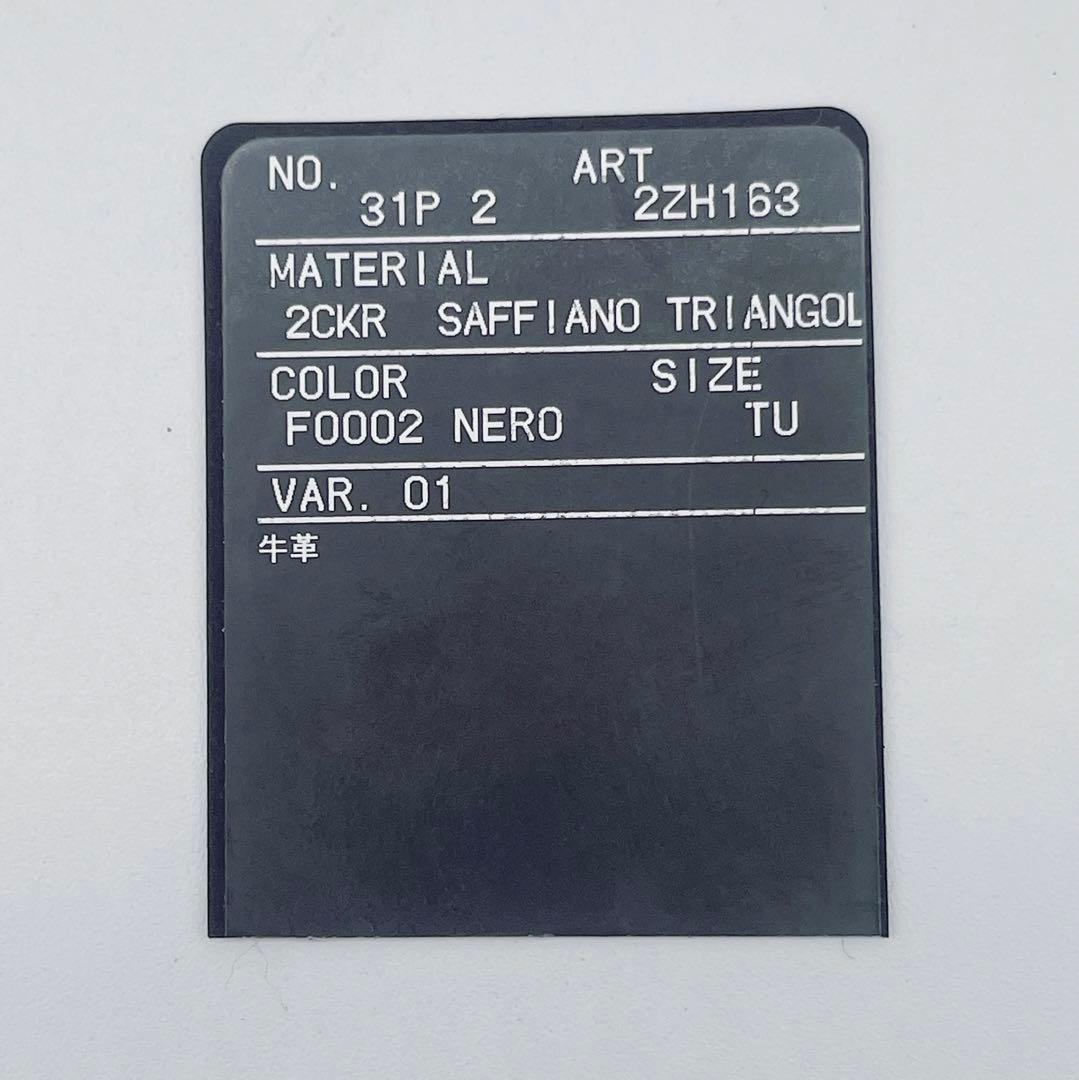 NO. ART
31P 2 2ZH163
MATERIAL
2CKR SAFFIANO TRIANGOL
COLOR SIZE
F0002 NERO TU
VAR. 01
牛革